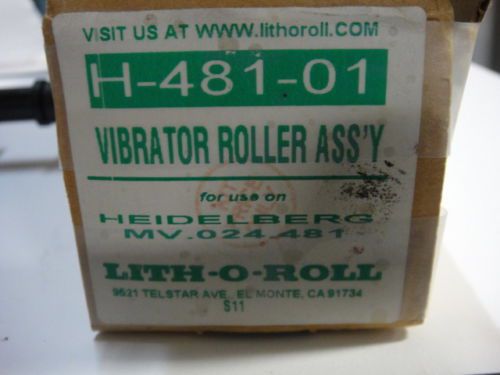 VISIT US AT WWW.lithoroll.COM
H-481-01
VIBRATOR ROLLER ASS'Y
for use on
HEIDELBERG
MV.024.481
LITH-O-ROLL
9521 TELSTAR AVE., EL MONTE, CA 91734
S11